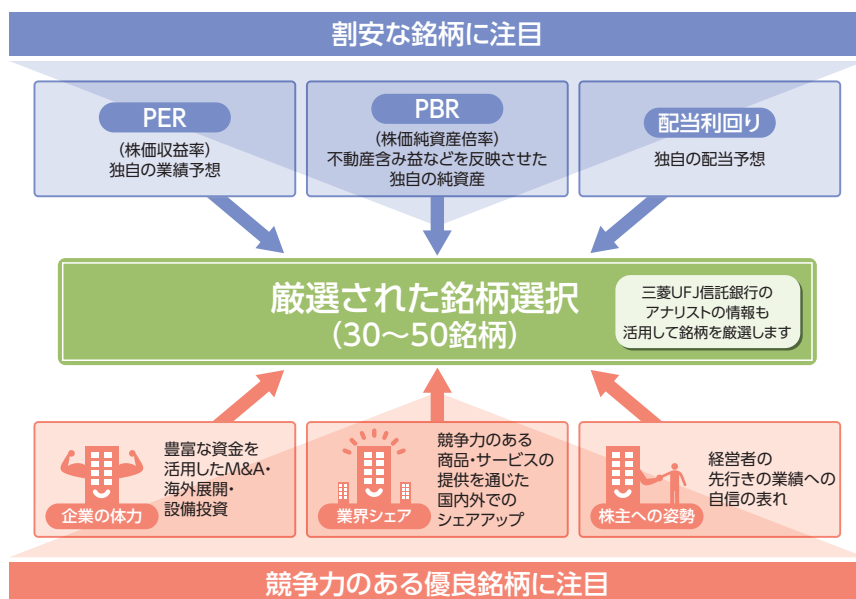 割安な銘柄に注目
PER
(株価収益率)
独自の業績予想
PBR
(株価純資産倍率)
不動産含み益などを反映させた
独自の純資産
配当利回り
独自の配当予想
厳選された銘柄選択
(30～50銘柄)
三菱UFJ信託銀行の
アナリストの情報も
活用して銘柄を厳選します
企業の体力
豊富な資金を
活用したM&A・
海外展開・
設備投資
業界シェア
競争力のある
商品・サービスの
提供を通じた
国内外での
シェアアップ
株主への姿勢
経営者の
先行きの業績への
自信の表れ
競争力のある優良銘柄に注目